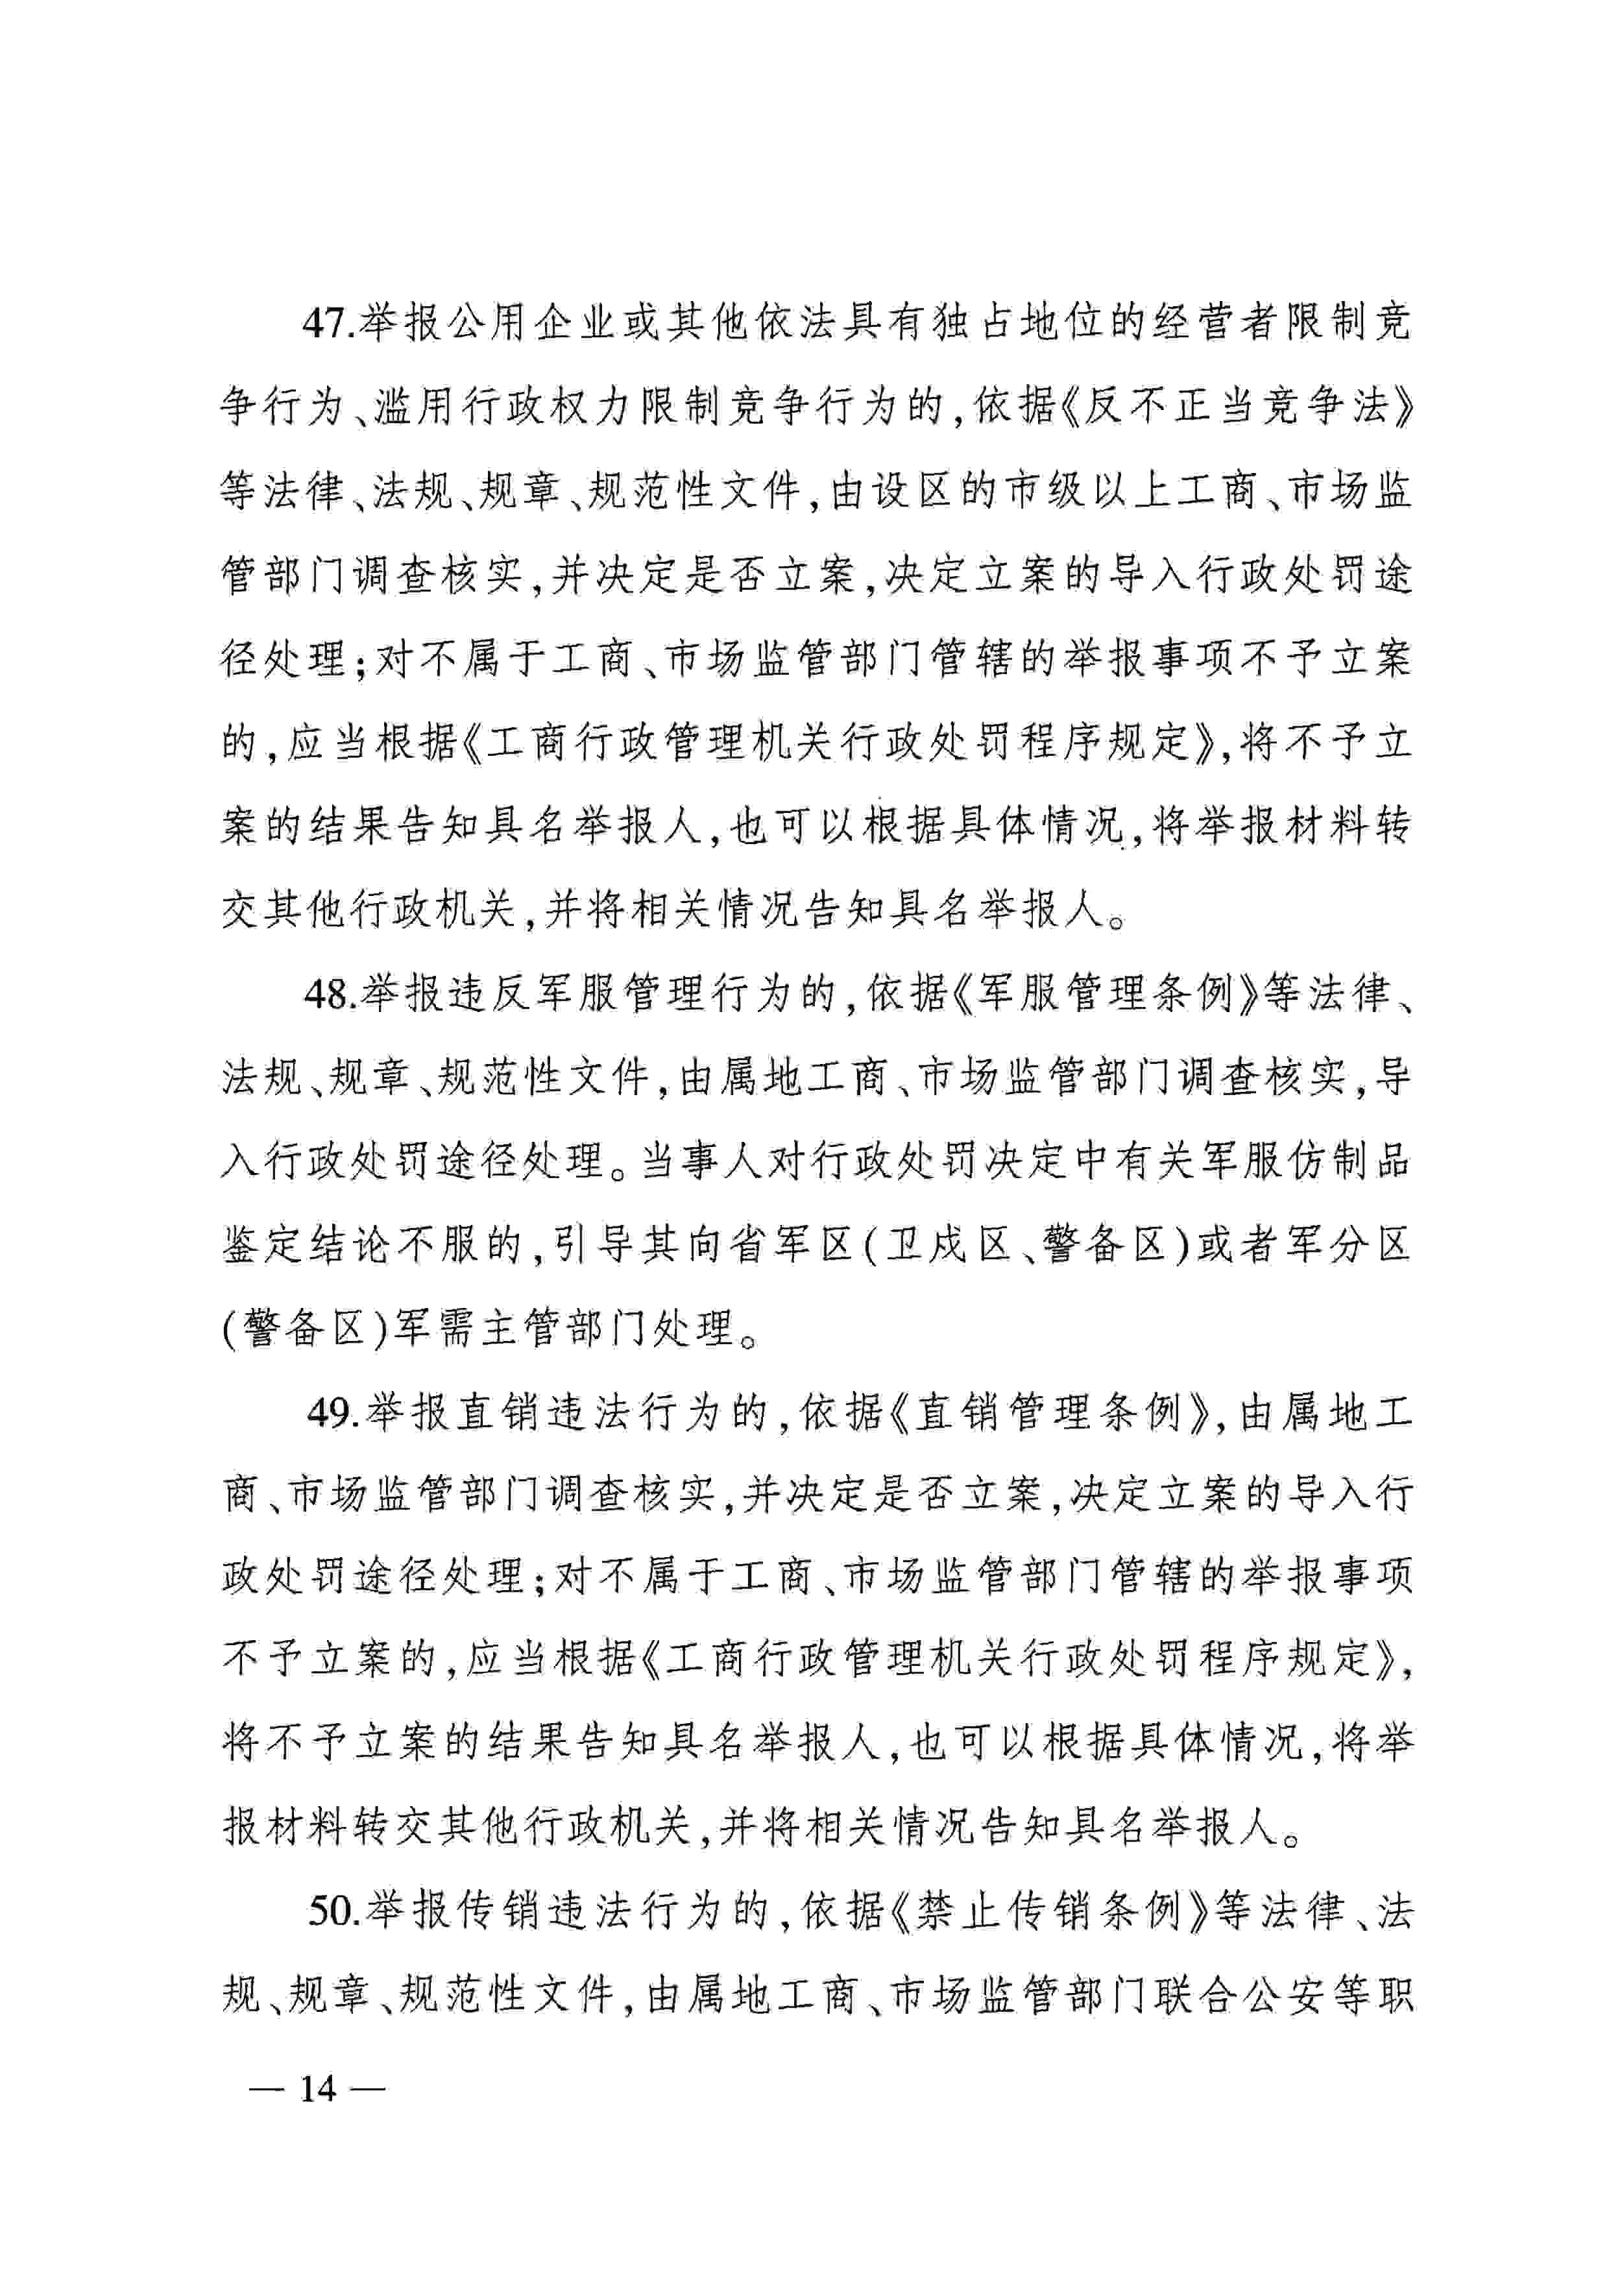 47.举报公用企业或其他依法具有独占地位的经营者限制竞
争行为、滥用行政权力限制竞争行为的,依据《反不正当竞争法》
等法律、法规、规章、规范性文件,由设区的市级以上工商、市场监
管部门调查核实,并决定是否立案,决定立案的导入行政处罚途
径处理;对不属于工商、市场监管部门管辖的举报事项不予立案
的,应当根据《工商行政管理机关行政处罚程序规定》,将不予立
案的结果告知具名举报人,也可以根据具体情况,将举报材料转
交其他行政机关,并将相关情况告知具名举报人。
48.举报违反军服管理行为的,依据《军服管理条例》等法律、
法规、规章、规范性文件,由属地工商、市场监管部门调查核实,导
入行政处罚途径处理。当事人对行政处罚决定中有关军服仿制品
鉴定结论不服的,引导其向省军区(卫戍区、警备区)或者军分区
(警备区)军需主管部门处理。
49.举报直销违法行为的,依据《直销管理条例》,由属地工
商、市场监管部门调查核实,并决定是否立案,决定立案的导入行
政处罚途径处理;对不属于工商、市场监管部门管辖的举报事项
不予立案的,应当根据《工商行政管理机关行政处罚程序规定》,
将不予立案的结果告知具名举报人,也可以根据具体情况,将举
报材料转交其他行政机关,并将相关情况告知具名举报人。
50.举报传销违法行为的,依据《禁止传销条例》等法律、法
规、规章、规范性文件,由属地工商、市场监管部门联合公安等职
— 14 —